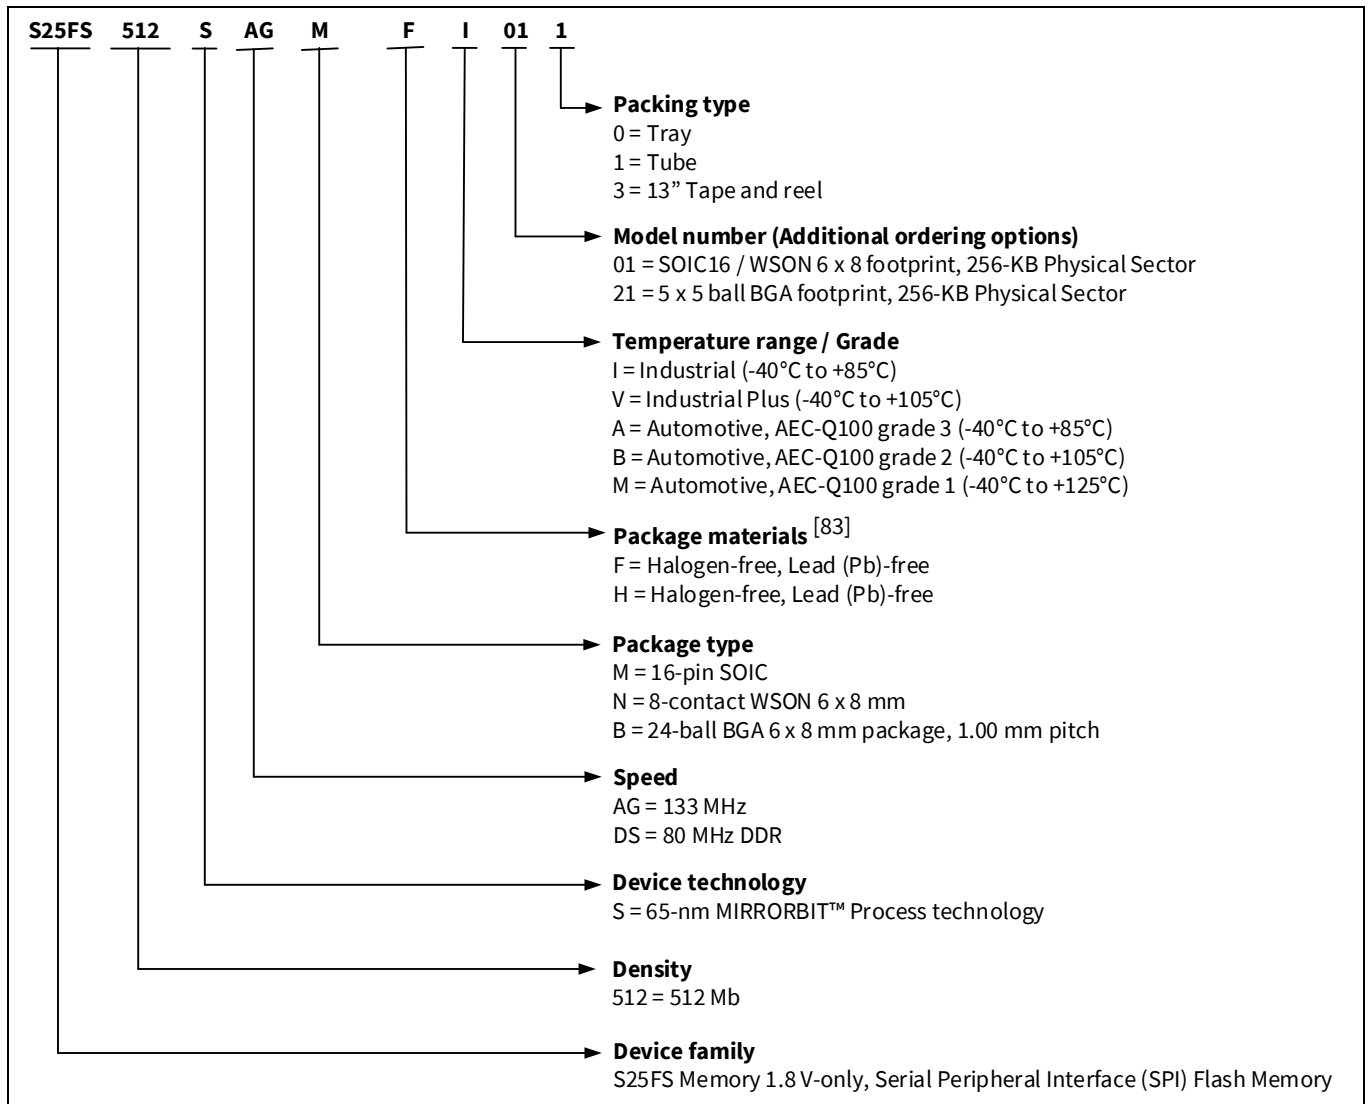 S25FS 512 S AG M F I 01 1
Packing type
0 = Tray
1 = Tube
3 = 13” Tape and reel
Model number (Additional ordering options)
01 = SOIC16 / WSON 6 x 8 footprint, 256-KB Physical Sector
21 = 5 x 5 ball BGA footprint, 256-KB Physical Sector
Temperature range / Grade
I = Industrial (-40°C to +85°C)
V = Industrial Plus (-40°C to +105°C)
A = Automotive, AEC-Q100 grade 3 (-40°C to +85°C)
B = Automotive, AEC-Q100 grade 2 (-40°C to +105°C)
M = Automotive, AEC-Q100 grade 1 (-40°C to +125°C)
Package materials [83]
F = Halogen-free, Lead (Pb)-free
H = Halogen-free, Lead (Pb)-free
Package type
M = 16-pin SOIC
N = 8-contact WSON 6 x 8 mm
B = 24-ball BGA 6 x 8 mm package, 1.00 mm pitch
Speed
AG = 133 MHz
DS = 80 MHz DDR
Device technology
S = 65-nm MIRRORBIT™ Process technology
Density
512 = 512 Mb
Device family
S25FS Memory 1.8 V-only, Serial Peripheral Interface (SPI) Flash Memory